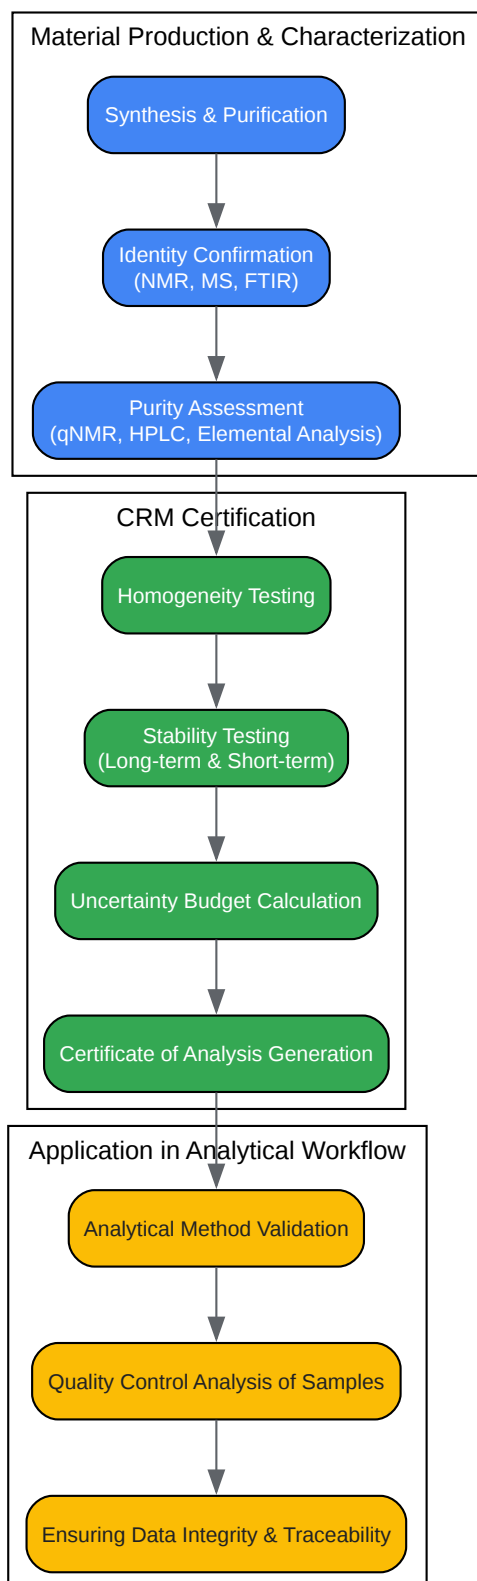 Material Production & Characterization
Synthesis & Purification
Identity Confirmation
(NMR, MS, FTIR)
Purity Assessment
(qNMR, HPLC, Elemental Analysis)
CRM Certification
Homogeneity Testing
Stability Testing
(Long-term & Short-term)
Uncertainty Budget Calculation
Certificate of Analysis Generation
Application in Analytical Workflow
Analytical Method Validation
Quality Control Analysis of Samples
Ensuring Data Integrity & Traceability